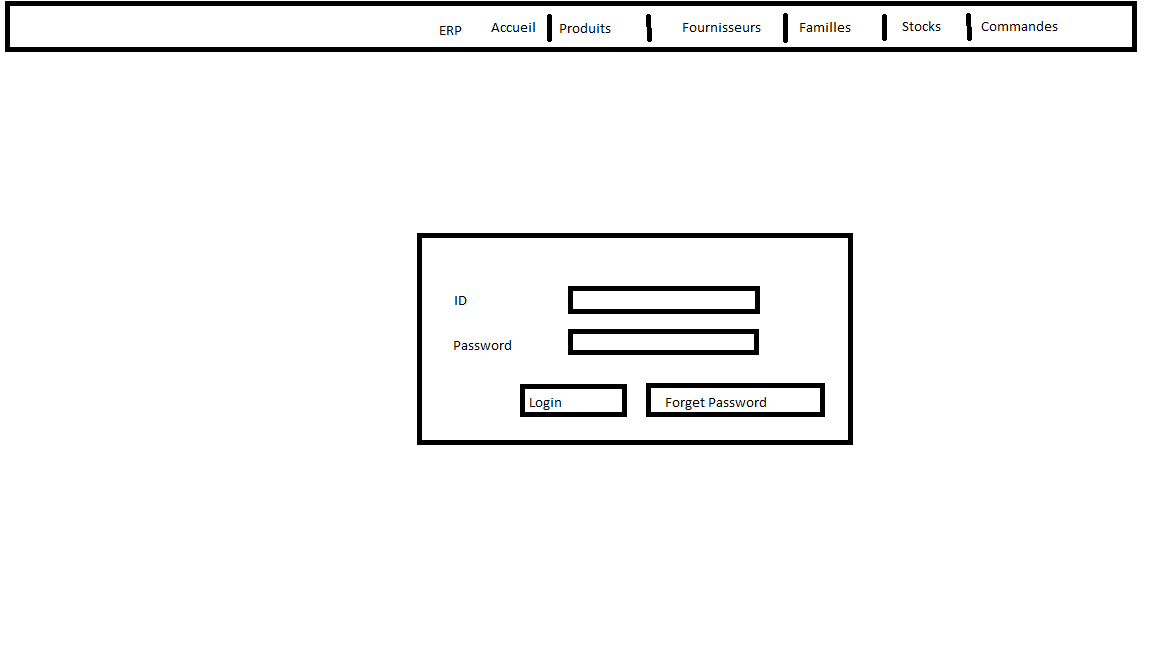 ERP Accueil Produits Fournisseurs Familles Stocks Commandes
ID
Password
Login Forget Password